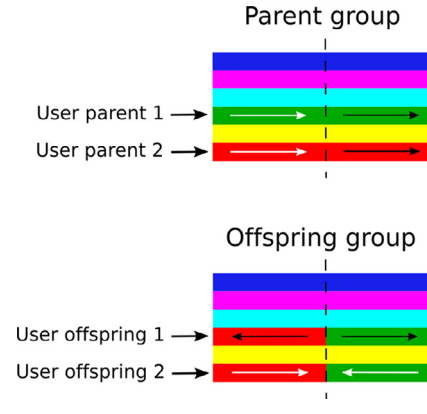 Parent group
User parent 1
User parent 2
Offspring group
User offspring 1
User offspring 2